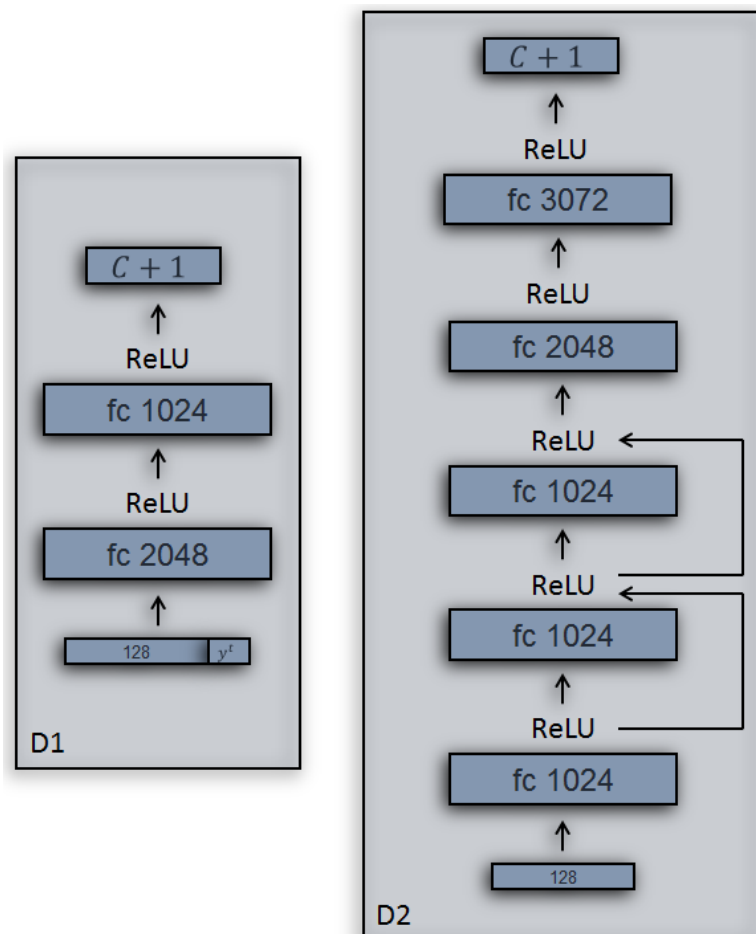 C + 1
ReLU
fc 1024
ReLU
fc 2048
128 y^t
D1
C + 1
ReLU
fc 3072
ReLU
fc 2048
ReLU
fc 1024
ReLU
fc 1024
ReLU
fc 1024
128
D2